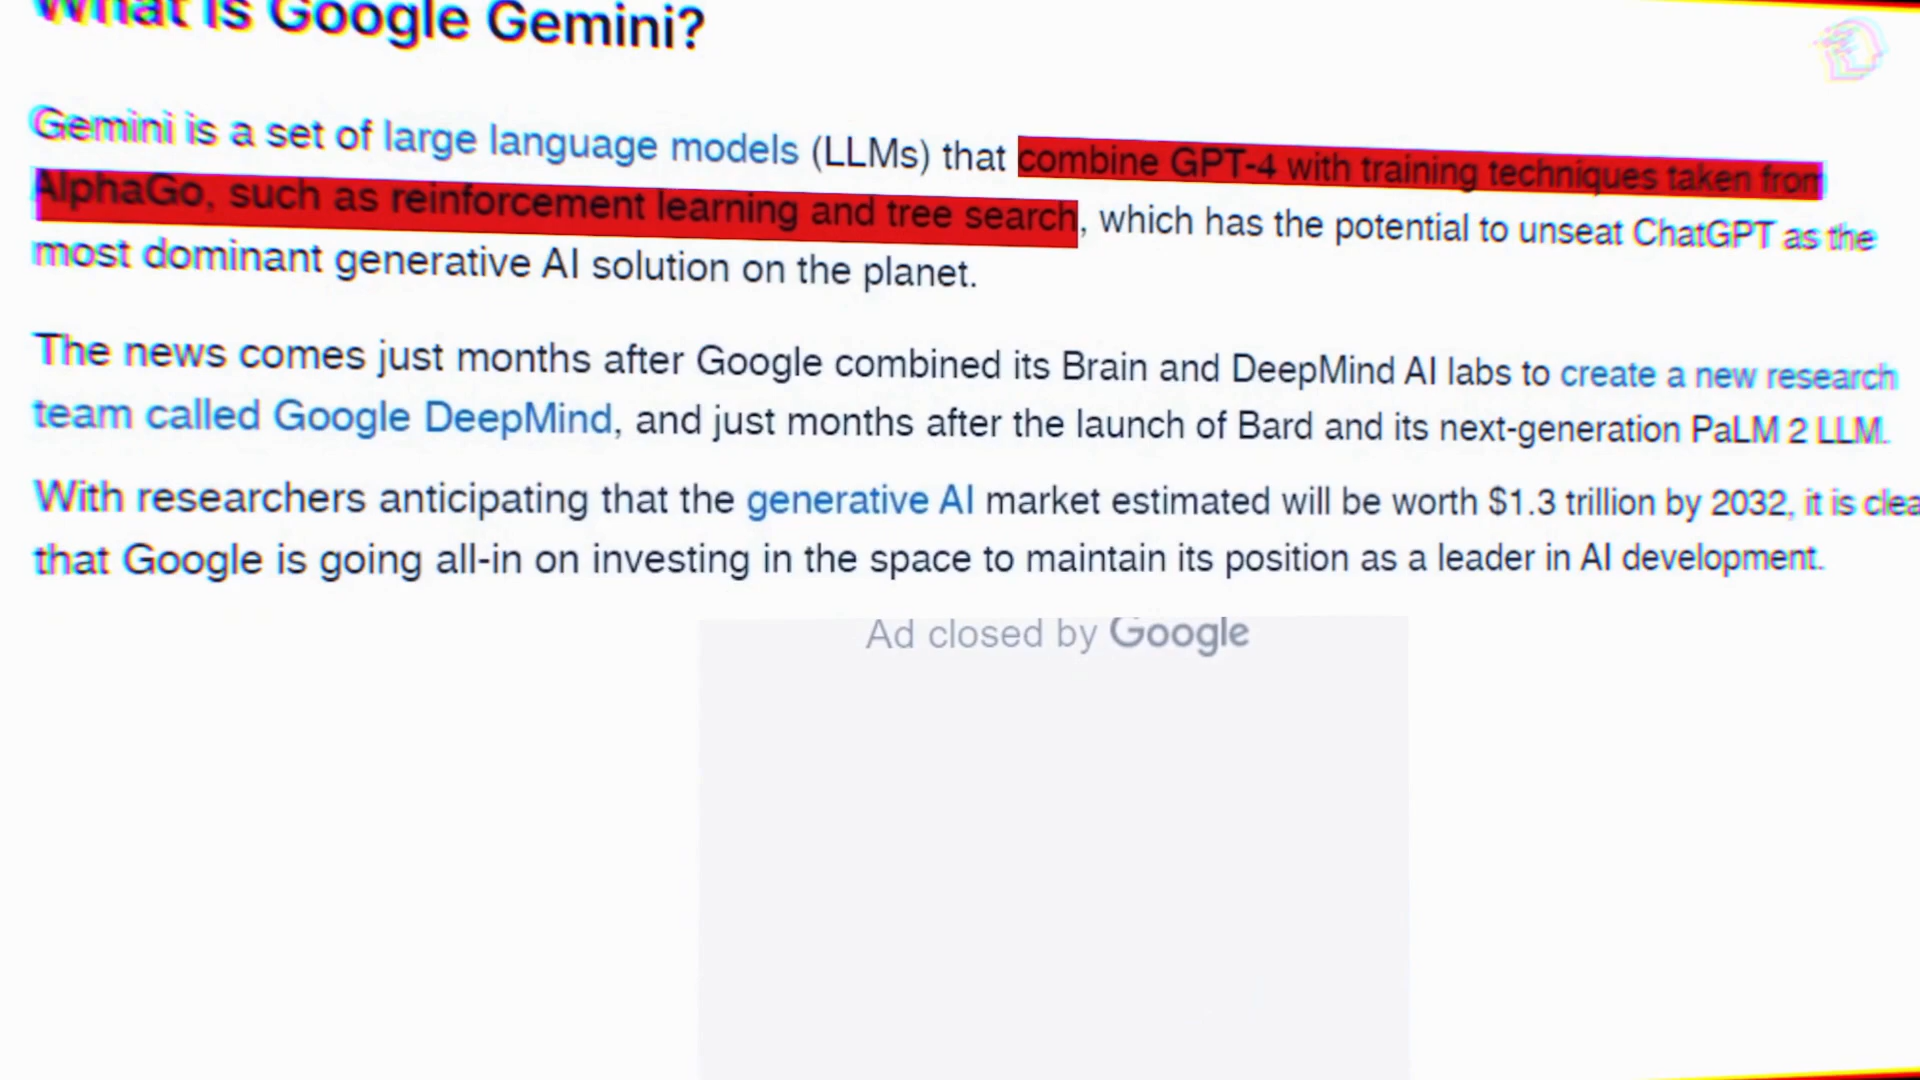 What is Google Gemini?
Gemini is a set of large language models (LLMs) that combine GPT-4 with training techniques taken from
AlphaGo, such as reinforcement learning and tree search, which has the potential to unseat ChatGPT as the
most dominant generative AI solution on the planet.
The news comes just months after Google combined its Brain and DeepMind AI labs to create a new research
team called Google DeepMind, and just months after the launch of Bard and its next-generation PaLM 2 LLM.
With researchers anticipating that the generative AI market estimated will be worth $1.3 trillion by 2032, it is clea
that Google is going all-in on investing in the space to maintain its position as a leader in AI development.
Ad closed by Google